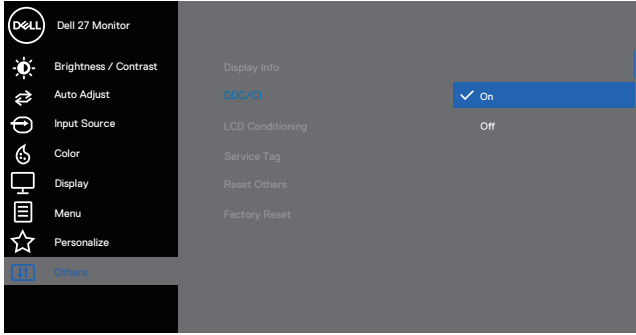 DELL
Dell 27 Monitor
Brightness / Contrast
Auto Adjust
Input Source
Color
Display
Menu
Personalize
Others
Display Info
DDC/CI
LCD Conditioning
Service Tag
Reset Others
Factory Reset
On
Off